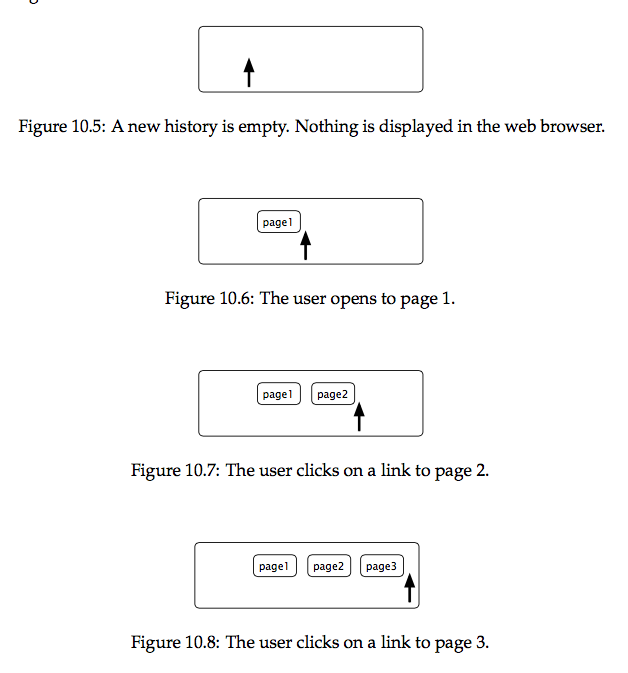 Figure 10.5: A new history is empty. Nothing is displayed in the web browser.
page1
Figure 10.6: The user opens to page 1.
page1 page2
Figure 10.7: The user clicks on a link to page 2.
page1 page2 page3
Figure 10.8: The user clicks on a link to page 3.